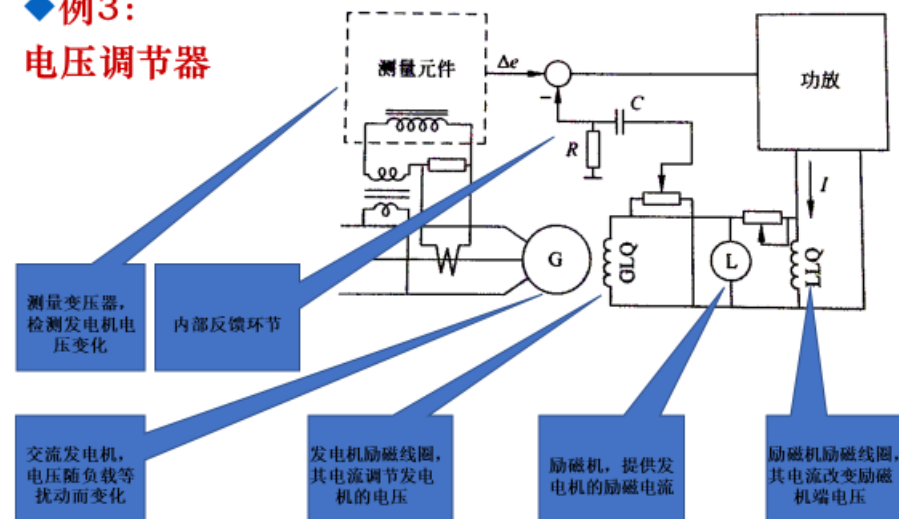 ◆例3:
电压调节器
测量元件
Δe
−
C
R
功放
I
G
GLQ
L
LLQ
测量变压器,
检测发电机电
压变化
内部反馈环节
交流发电机,
电压随负载等
扰动而变化
发电机励磁线圈,
其电流调节发电
机的电压
励磁机，提供发
电机的励磁电流
励磁机励磁线圈,
其电流改变励磁
机端电压